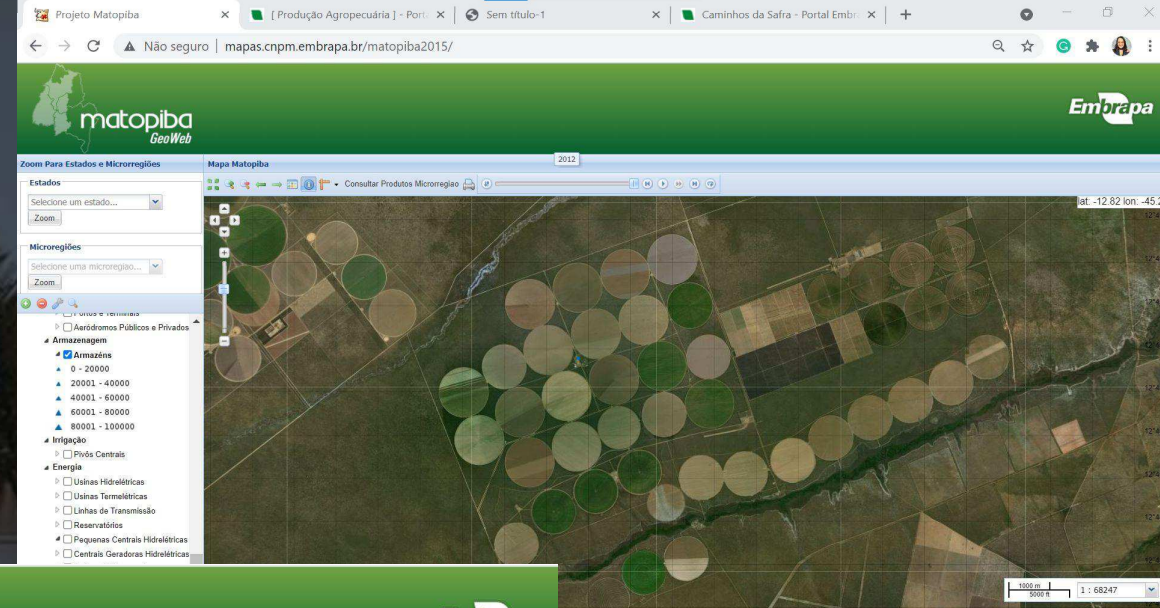 Projeto Matopiba
[ Produção Agropecuária ] - Port
Sem título-1
Caminhos da Safra - Portal Embr
Não seguro | mapas.cnpm.embrapa.br/matopiba2015/
matopiba
GeoWeb
Embrapa
Zoom Para Estados e Microrregiões
Mapa Matopiba
2012
Estados
Selecione um estado...
Zoom
Consultar Produtos Microrregiao
lat: -12.82 lon: -45.2
Microregiões
Selecione uma microregiao...
Zoom
Portos e Terminais
Aeródromos Públicos e Privados
Armazenagem
Armazéns
0 - 20000
20001 - 40000
40001 - 60000
60001 - 80000
80001 - 100000
Irrigação
Pivôs Centrais
Energia
Usinas Hidrelétricas
Usinas Termelétricas
Linhas de Transmissão
Reservatórios
Pequenas Centrais Hidrelétricas
Centrais Geradoras Hidrelétricas
1000 m
5000 ft
1 : 68247